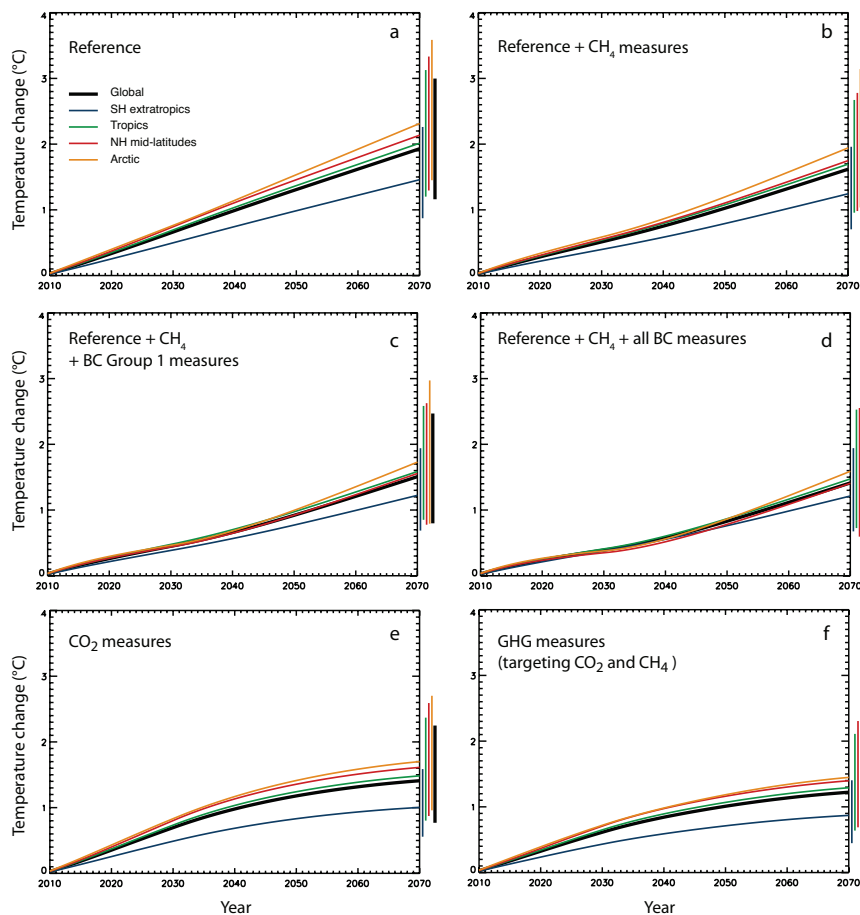 a
Reference
Global
SH extratropics
Tropics
NH mid-latitudes
Arctic
Temperature change (°C)
4
3
2
1
0
2010 2020 2030 2040 2050 2060 2070
b
Reference + CH₄ measures
4
3
2
1
0
2010 2020 2030 2040 2050 2060 2070
c
Reference + CH₄
+ BC Group 1 measures
Temperature change (°C)
4
3
2
1
0
2010 2020 2030 2040 2050 2060 2070
d
Reference + CH₄ + all BC measures
4
3
2
1
0
2010 2020 2030 2040 2050 2060 2070
e
CO₂ measures
Temperature change (°C)
4
3
2
1
0
2010 2020 2030 2040 2050 2060 2070
Year
f
GHG measures
(targeting CO₂ and CH₄ )
4
3
2
1
0
2010 2020 2030 2040 2050 2060 2070
Year